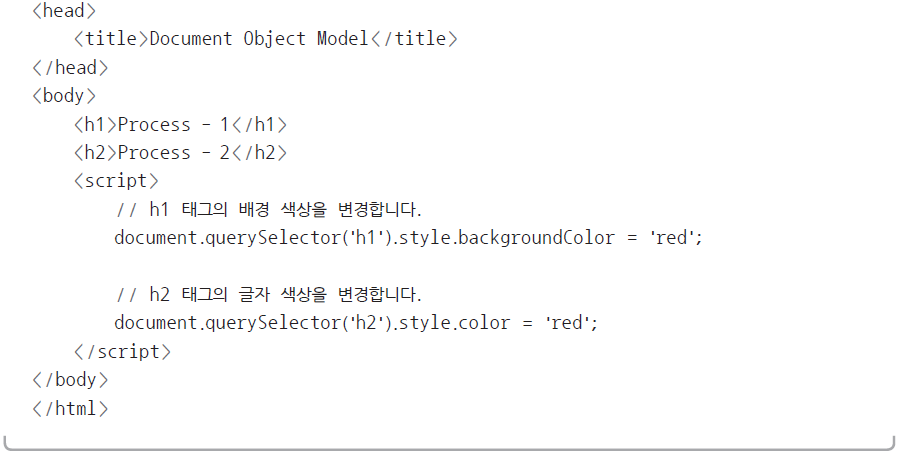 <head>
<title>Document Object Model</title>
</head>
<body>
<h1>Process - 1</h1>
<h2>Process - 2</h2>
<script>
// h1 태그의 배경 색상을 변경합니다.
document.querySelector('h1').style.backgroundColor = 'red';
// h2 태그의 글자 색상을 변경합니다.
document.querySelector('h2').style.color = 'red';
</script>
</body>
</html>